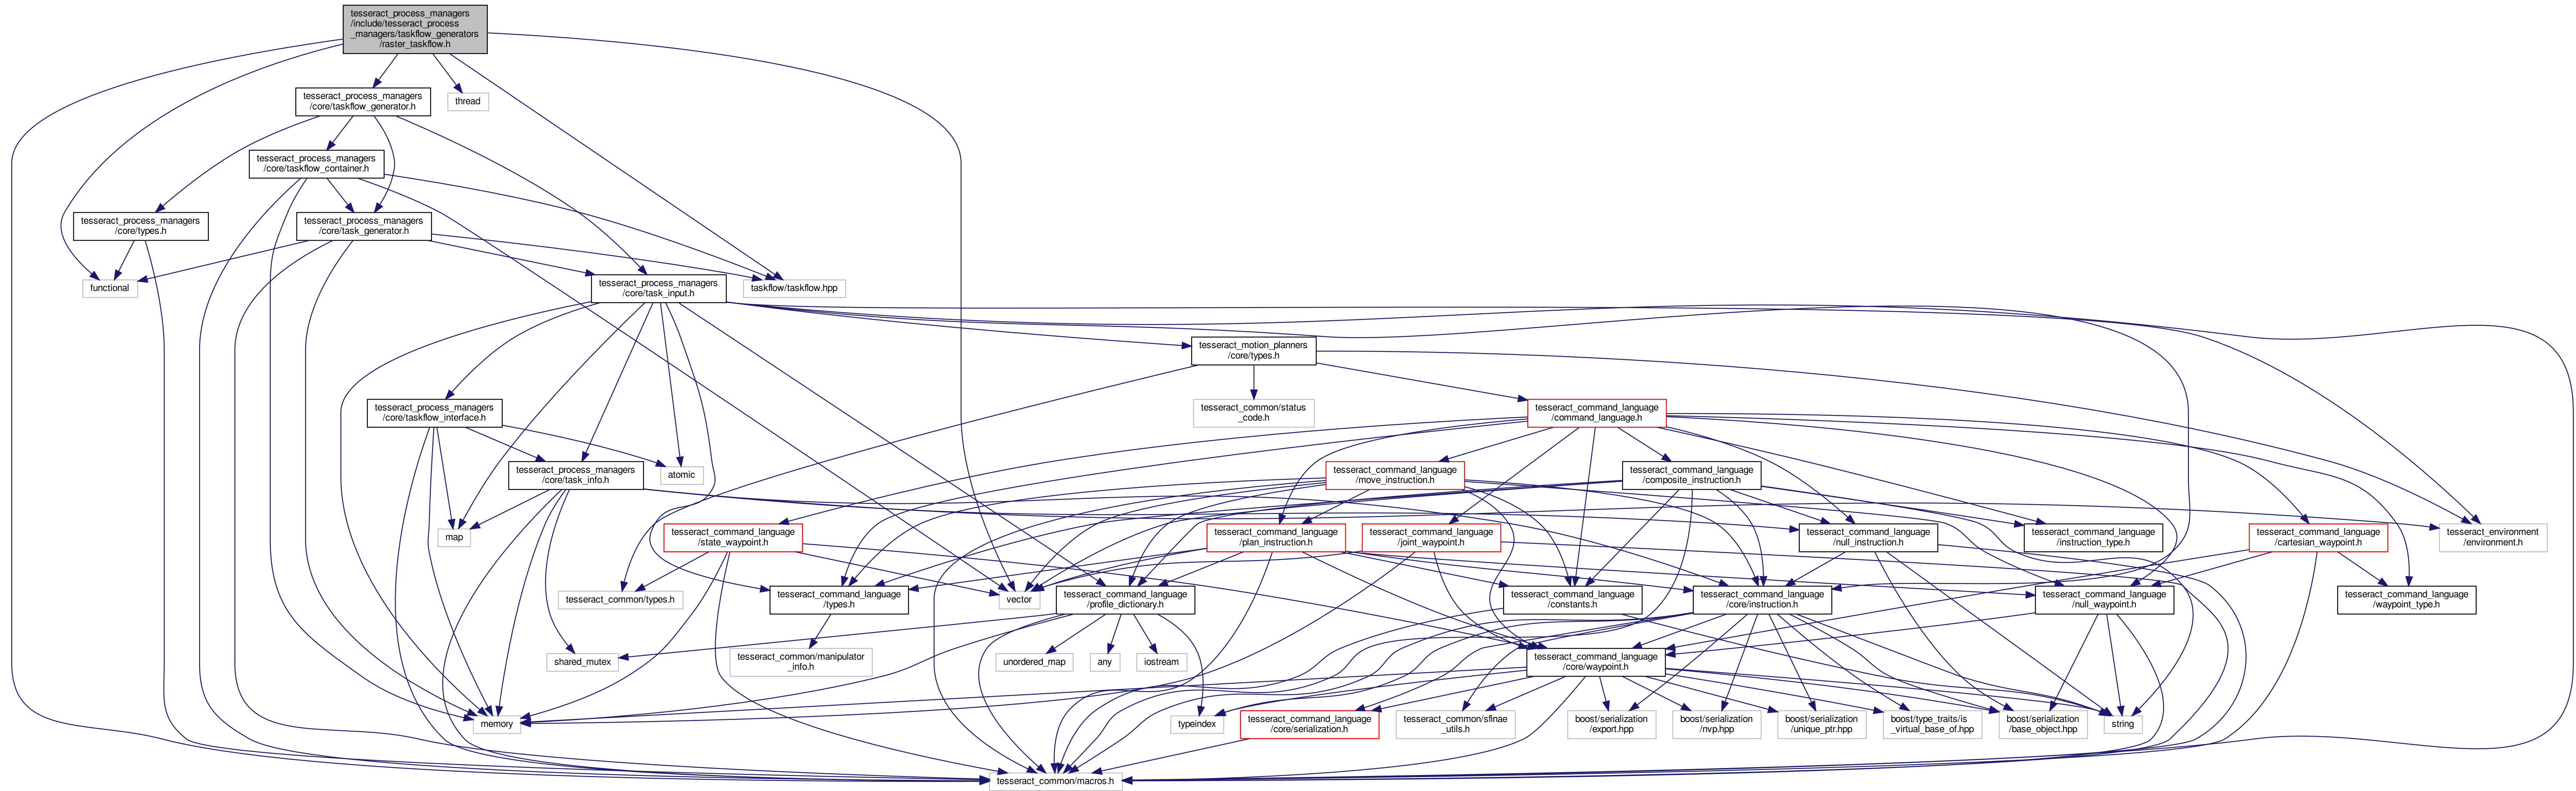 tesseract_process_managers
/include/tesseract_process
_managers/taskflow_generators
/raster_taskflow.h
tesseract_process_managers
/core/taskflow_generator.h
thread
tesseract_process_managers
/core/taskflow_container.h
tesseract_process_managers
/core/types.h
tesseract_process_managers
/core/task_generator.h
functional
tesseract_process_managers
/core/task_input.h
taskflow/taskflow.hpp
tesseract_motion_planners
/core/types.h
tesseract_process_managers
/core/taskflow_interface.h
tesseract_common/status
_code.h
tesseract_command_language
/command_language.h
tesseract_process_managers
/core/task_info.h
atomic
tesseract_command_language
/move_instruction.h
tesseract_command_language
/composite_instruction.h
map
tesseract_command_language
/state_waypoint.h
tesseract_command_language
/plan_instruction.h
tesseract_command_language
/joint_waypoint.h
tesseract_command_language
/null_instruction.h
tesseract_command_language
/instruction_type.h
tesseract_command_language
/cartesian_waypoint.h
tesseract_environment
/environment.h
tesseract_common/types.h
tesseract_command_language
/types.h
vector
tesseract_command_language
/profile_dictionary.h
tesseract_command_language
/constants.h
tesseract_command_language
/core/instruction.h
tesseract_command_language
/null_waypoint.h
tesseract_command_language
/waypoint_type.h
shared_mutex
tesseract_common/manipulator
_info.h
unordered_map
any
iostream
tesseract_command_language
/core/waypoint.h
memory
typeindex
tesseract_command_language
/core/serialization.h
tesseract_common/sfinae
_utils.h
boost/serialization
/export.hpp
boost/serialization
/nvp.hpp
boost/serialization
/unique_ptr.hpp
boost/type_traits/is
_virtual_base_of.hpp
boost/serialization
/base_object.hpp
string
tesseract_common/macros.h